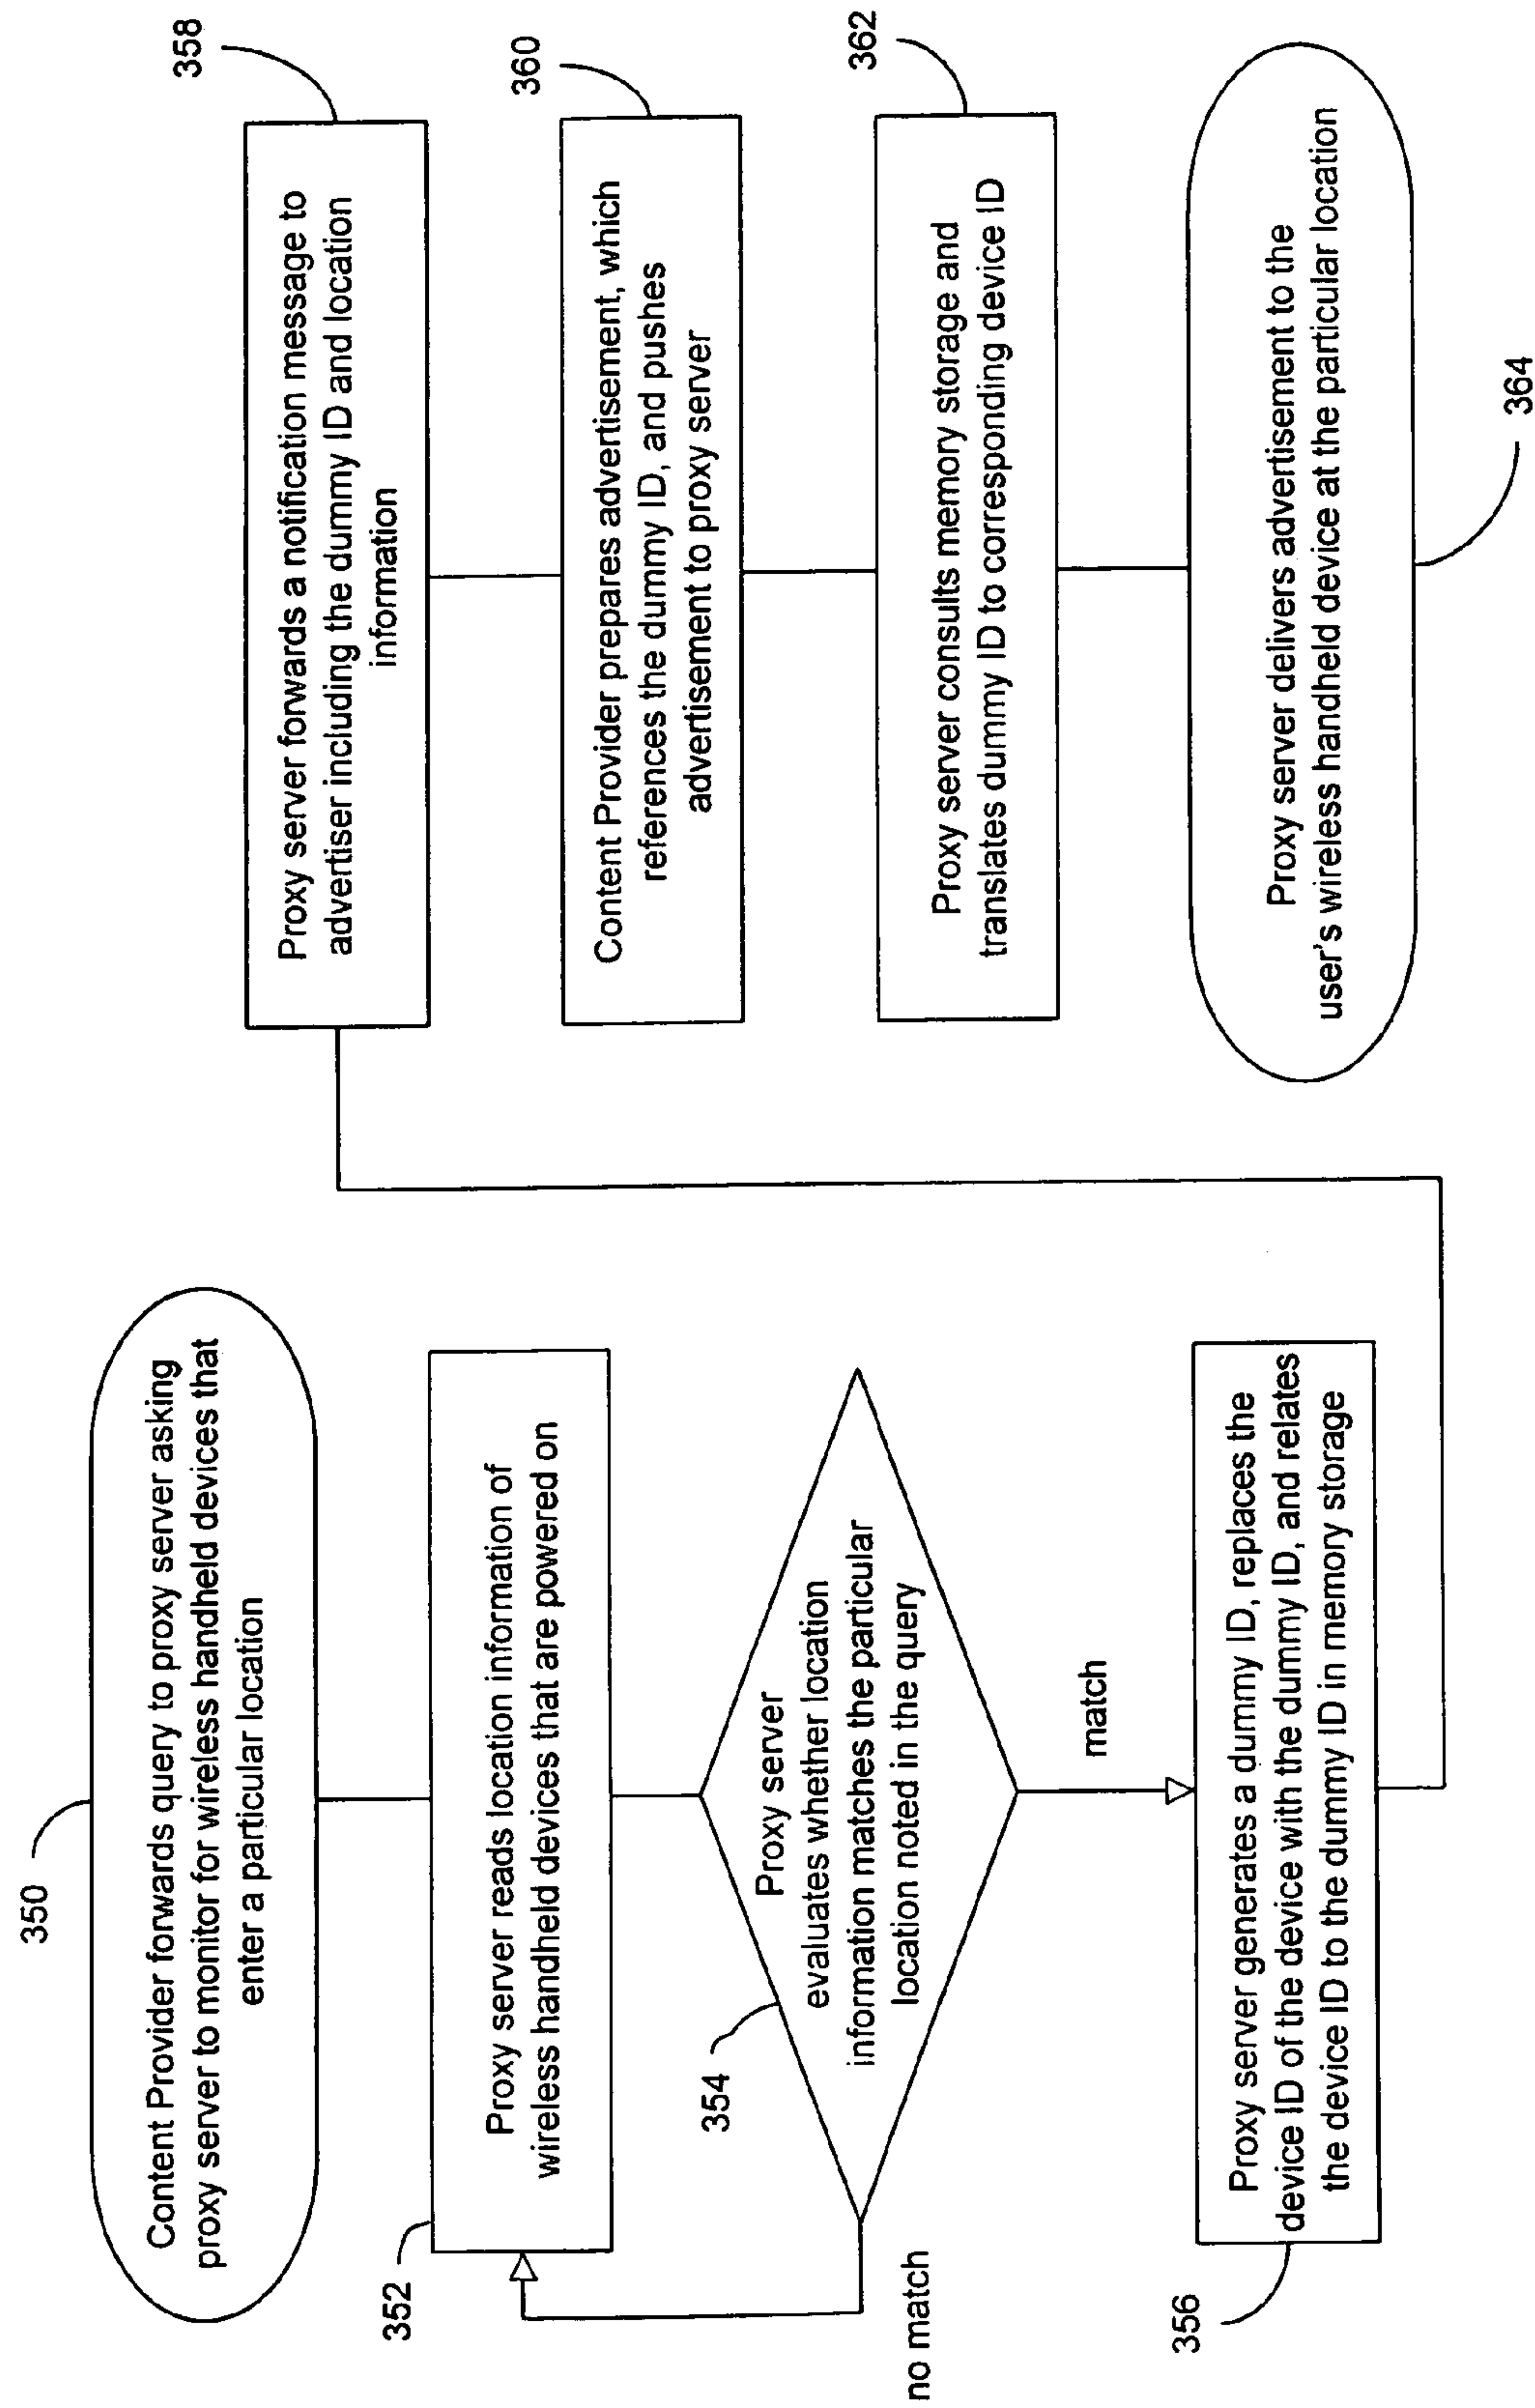 350
Content Provider forwards query to proxy server asking
proxy server to monitor for wireless handheld devices that
enter a particular location
352
Proxy server reads location information of
wireless handheld devices that are powered on
354
Proxy server
evaluates whether location
information matches the particular
location noted in the query
no match
match
356
Proxy server generates a dummy ID, replaces the
device ID of the device with the dummy ID, and relates
the device ID to the dummy ID in memory storage
358
Proxy server forwards a notification message to
advertiser including the dummy ID and location
information
360
Content Provider prepares advertisement, which
references the dummy ID, and pushes
advertisement to proxy server
362
Proxy server consults memory storage and
translates dummy ID to corresponding device ID
Proxy server delivers advertisement to the
user's wireless handheld device at the particular location
364